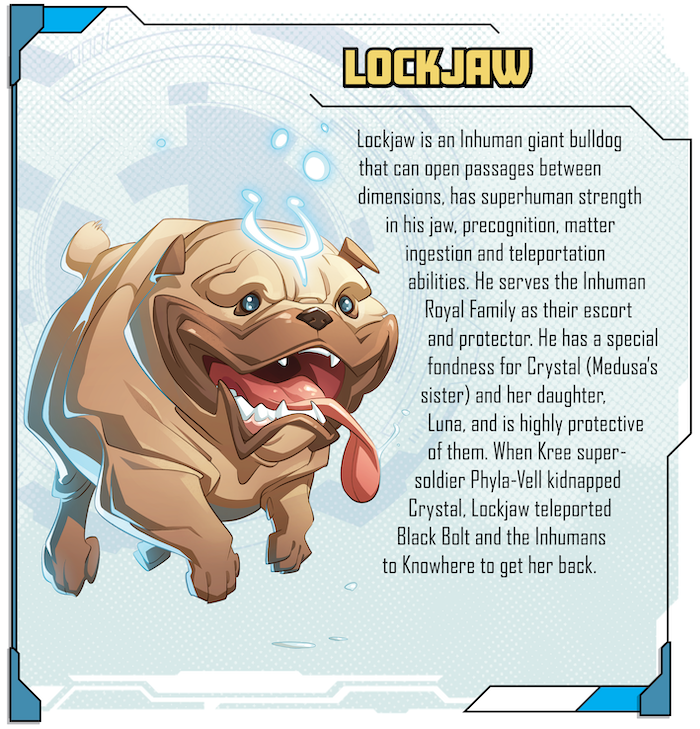 LOCKJAW
Lockjaw is an Inhuman giant bulldog
that can open passages between
dimensions, has superhuman strength
in his jaw, precognition, matter
ingestion and teleportation
abilities. He serves the Inhuman
Royal Family as their escort
and protector. He has a special
fondness for Crystal (Medusa's
sister) and her daughter,
Luna, and is highly protective
of them. When Kree super-
soldier Phyla-Vell kidnapped
Crystal, Lockjaw teleported
Black Bolt and the Inhumans
to Knowhere to get her back.